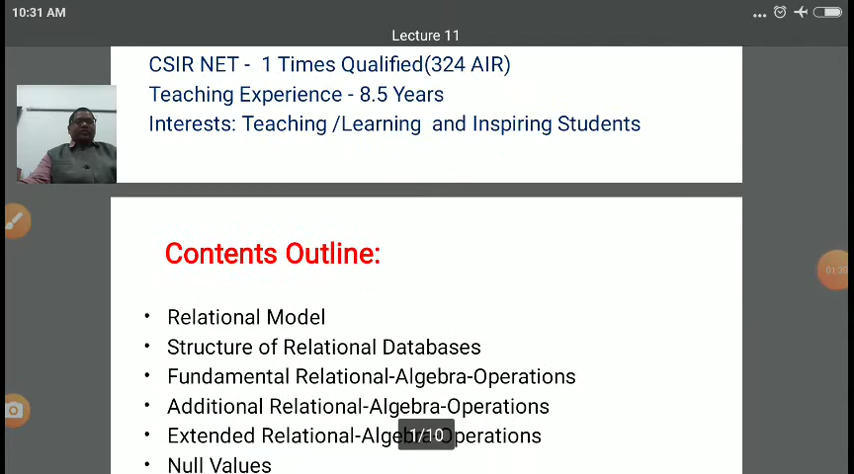 10:31 AM
Lecture 11
CSIR NET - 1 Times Qualified(324 AIR)
Teaching Experience - 8.5 Years
Interests: Teaching /Learning and Inspiring Students
Contents Outline:
• Relational Model
• Structure of Relational Databases
• Fundamental Relational-Algebra-Operations
• Additional Relational-Algebra-Operations
• Extended Relational-Algebra-Operations
1/10
• Null Values